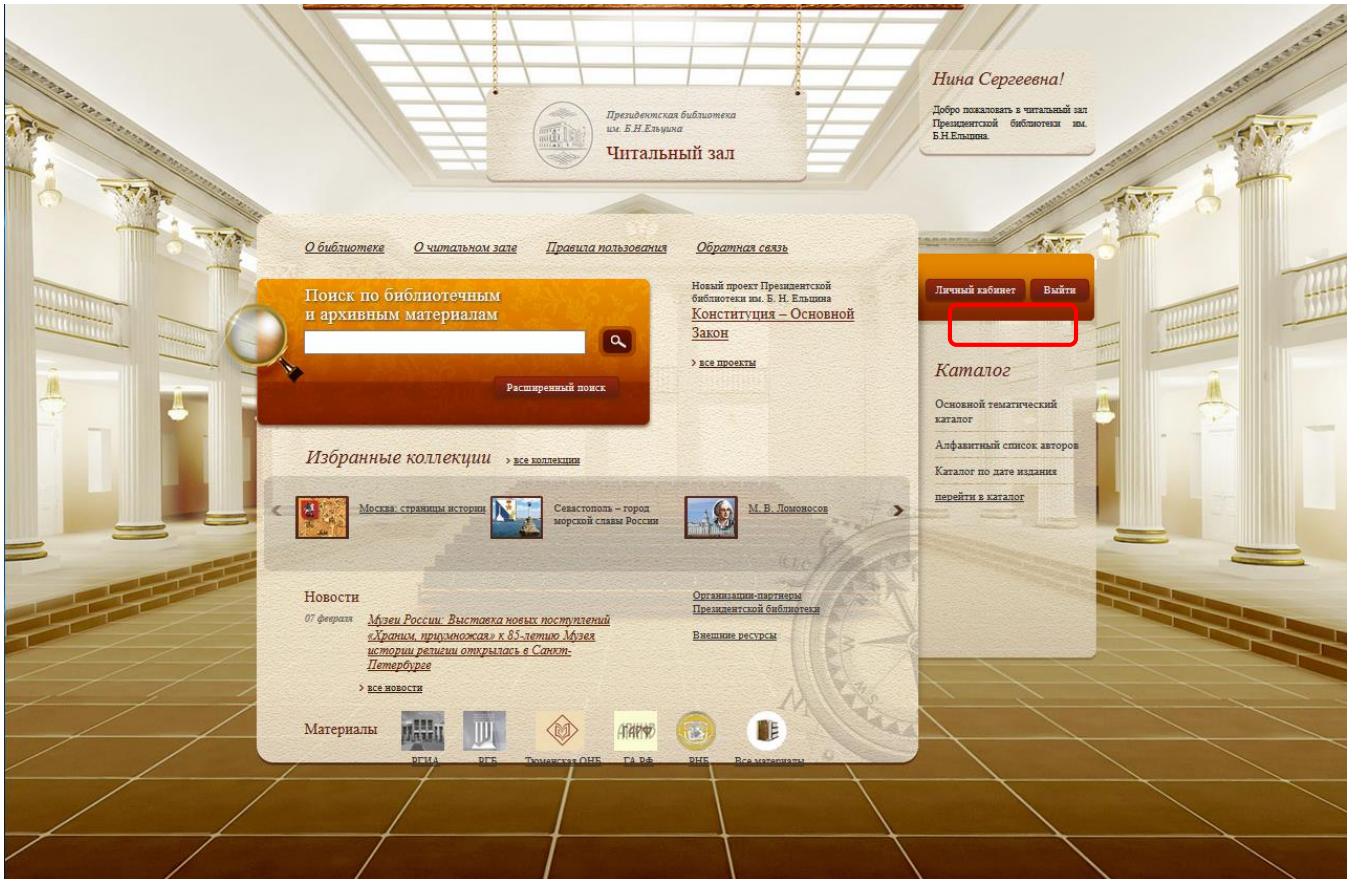 Президентская библиотека
им. Б.Н.Ельцина
Читальный зал
Нина Сергеевна!
Добро пожаловать в читальный зал
Президентской библиотеки им.
Б.Н.Ельцина.
О библиотеке О читальном зале Правила пользования Обратная связь
Поиск по библиотечным
и архивным материалам
Расширенный поиск
Новый проект Президентской
библиотеки им. Б. Н. Ельцина
Конституция – Основной
Закон
> все проекты
Личный кабинет Выйти
Каталог
Основной тематический
каталог
Алфавитный список авторов
Каталог по дате издания
перейти в каталог
Избранные коллекции > все коллекции
Москва: страницы истории
Севастополь – город
морской славы России
М. В. Ломоносов
Новости
07 февраля Музеи России: Выставка новых поступлений
«Храним, приумножая» к 85-летию Музея
истории религии открылась в Санкт-
Петербурге
> все новости
Организации-партнеры
Президентской библиотеки
Внешние ресурсы
Материалы
РГИА РГБ Тюменская ОНБ ГА РФ РНБ Все материалы